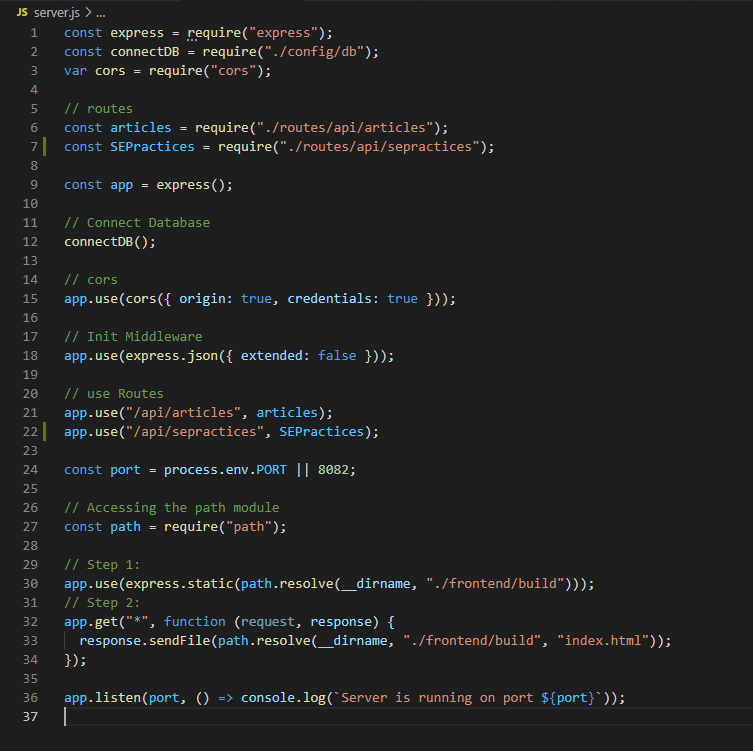 JS server.js > ...
1 const express = require("express");
2 const connectDB = require("./config/db");
3 var cors = require("cors");
4
5 // routes
6 const articles = require("./routes/api/articles");
7 const SEPractices = require("./routes/api/sepractices");
8
9 const app = express();
10
11 // Connect Database
12 connectDB();
13
14 // cors
15 app.use(cors({ origin: true, credentials: true }));
16
17 // Init Middleware
18 app.use(express.json({ extended: false }));
19
20 // use Routes
21 app.use("/api/articles", articles);
22 app.use("/api/sepractices", SEPractices);
23
24 const port = process.env.PORT || 8082;
25
26 // Accessing the path module
27 const path = require("path");
28
29 // Step 1:
30 app.use(express.static(path.resolve(__dirname, "./frontend/build")));
31 // Step 2:
32 app.get("*", function (request, response) {
33   response.sendFile(path.resolve(__dirname, "./frontend/build", "index.html"));
34 });
35
36 app.listen(port, () => console.log(`Server is running on port ${port}`));
37